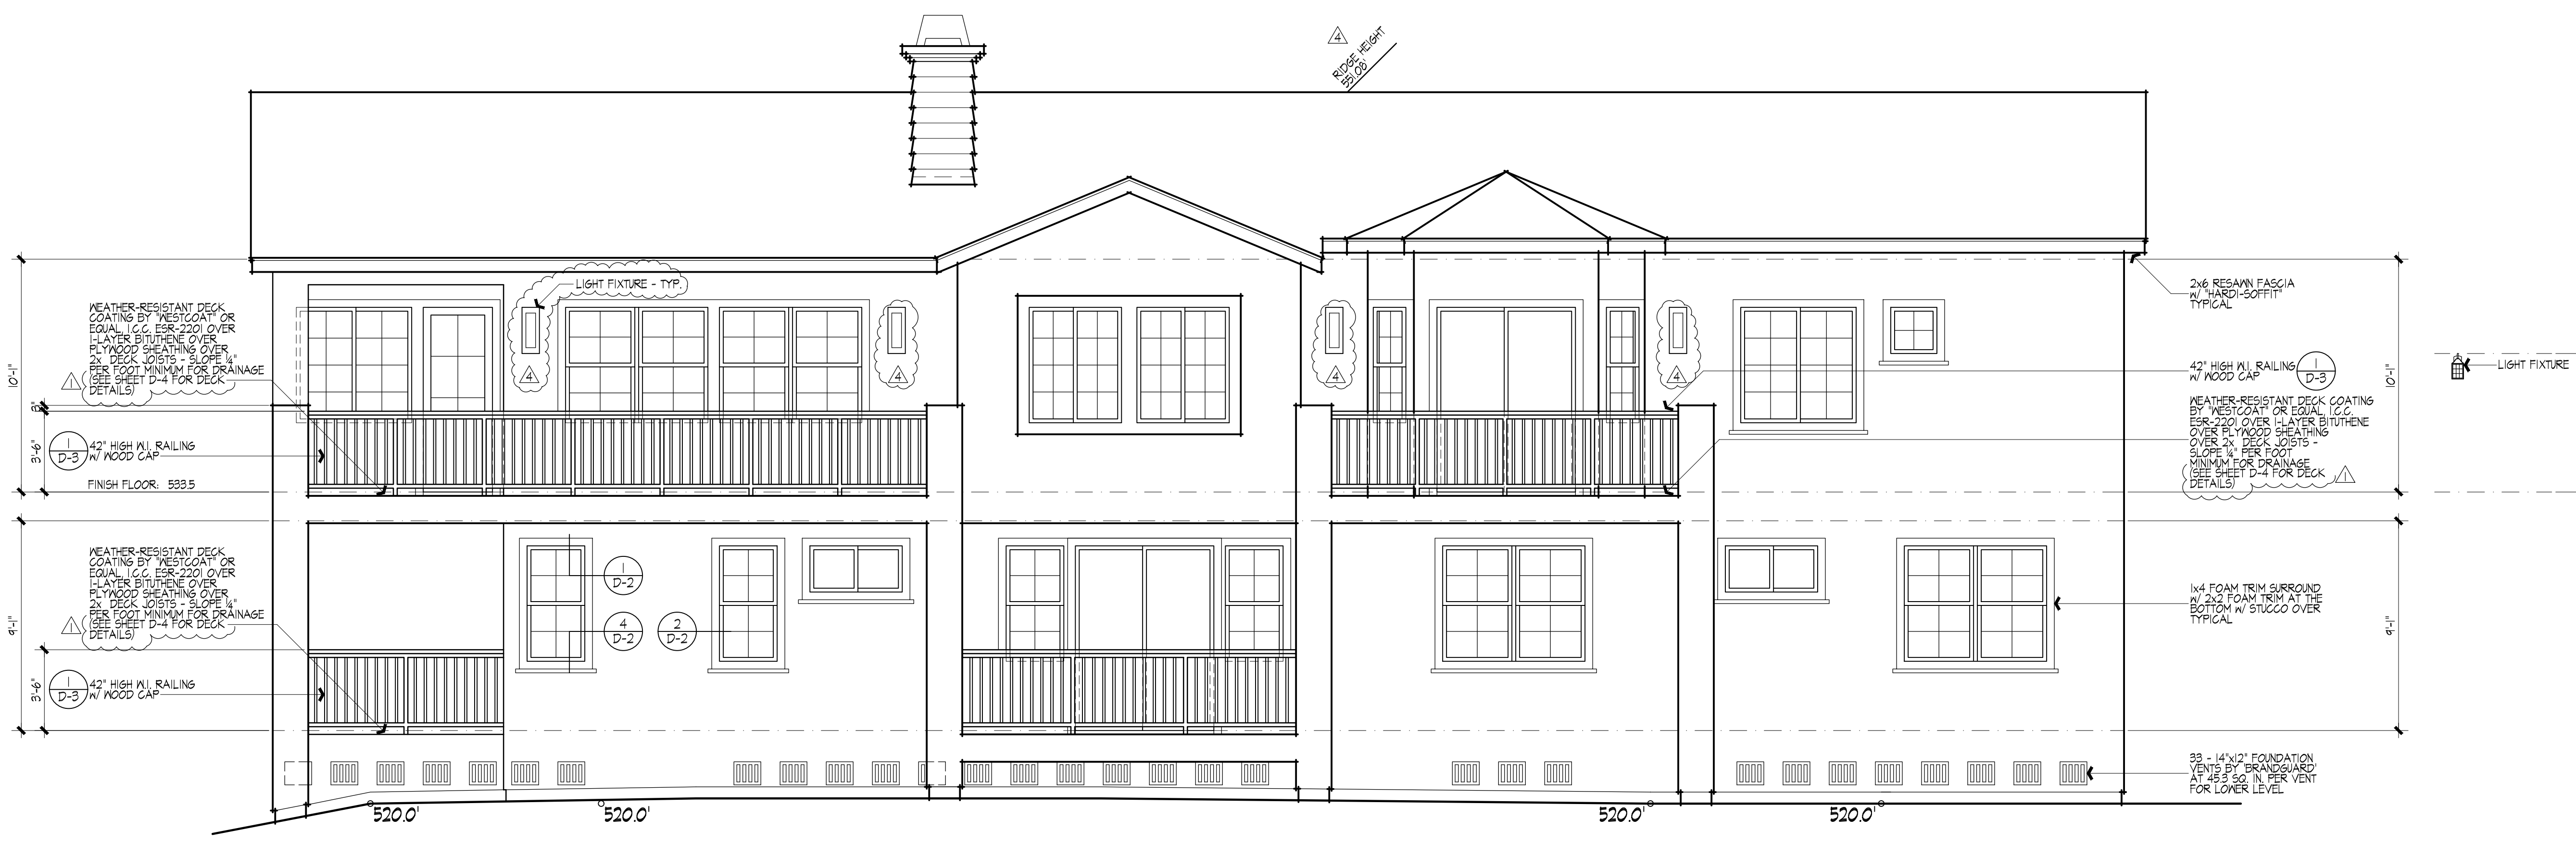 4
RIDGE HEIGHT
551.08'
LIGHT FIXTURE - TYP.
4
4
4
4
10'-1"
3"
3'-6"
WEATHER-RESISTANT DECK
COATING BY "WESTCOAT" OR
EQUAL, I.C.C. ESR-2201 OVER
1-LAYER BITUTHENE OVER
PLYWOOD SHEATHING OVER
2x DECK JOISTS - SLOPE ¼"
PER FOOT MINIMUM FOR DRAINAGE
(SEE SHEET D-4 FOR DECK
DETAILS)
1
1
D-3
42" HIGH W.I. RAILING
W/ WOOD CAP
FINISH FLOOR: 533.5
9'-1"
3'-6"
WEATHER-RESISTANT DECK
COATING BY "WESTCOAT" OR
EQUAL, I.C.C. ESR-2201 OVER
1-LAYER BITUTHENE OVER
PLYWOOD SHEATHING OVER
2x DECK JOISTS - SLOPE ¼"
PER FOOT MINIMUM FOR DRAINAGE
(SEE SHEET D-4 FOR DECK
DETAILS)
1
1
D-3
42" HIGH W.I. RAILING
W/ WOOD CAP
1
D-2
4
D-2
2
D-2
2x6 RESAWN FASCIA
W/ "HARDI-SOFFIT"
TYPICAL
42" HIGH W.I. RAILING
W/ WOOD CAP
1
D-3
10'-1"
LIGHT FIXTURE
WEATHER-RESISTANT DECK COATING
BY "WESTCOAT" OR EQUAL, I.C.C.
ESR-2201 OVER 1-LAYER BITUTHENE
OVER PLYWOOD SHEATHING
OVER 2x DECK JOISTS -
SLOPE ¼" PER FOOT
MINIMUM FOR DRAINAGE
(SEE SHEET D-4 FOR DECK
DETAILS)
1
1x4 FOAM TRIM SURROUND
W/ 2x2 FOAM TRIM AT THE
BOTTOM W/ STUCCO OVER
TYPICAL
9'-1"
33 - 14"x12" FOUNDATION
VENTS BY 'BRANDGUARD'
AT 45.3 SQ. IN. PER VENT
FOR LOWER LEVEL
520.0'
520.0'
520.0'
520.0'